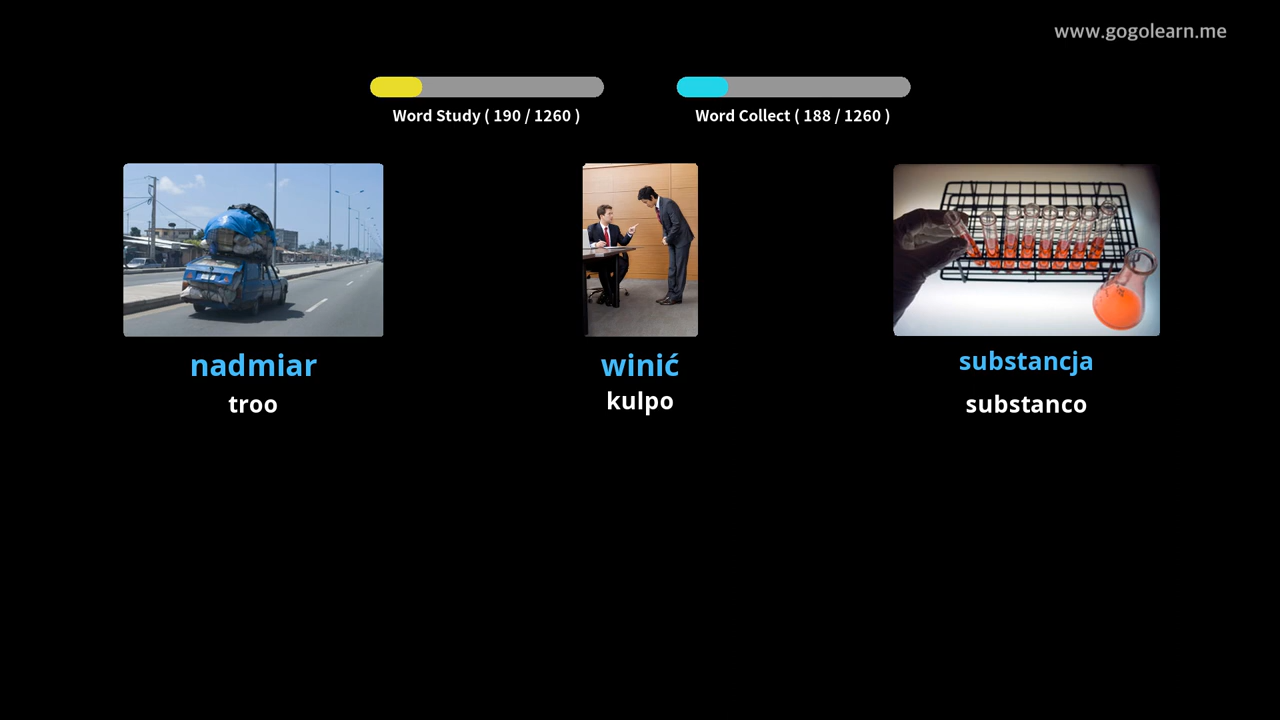 www.gogolearn.me
Word Study ( 190 / 1260 )
Word Collect ( 188 / 1260 )
nadmiar
troo
winić
kulpo
substancja
substanco